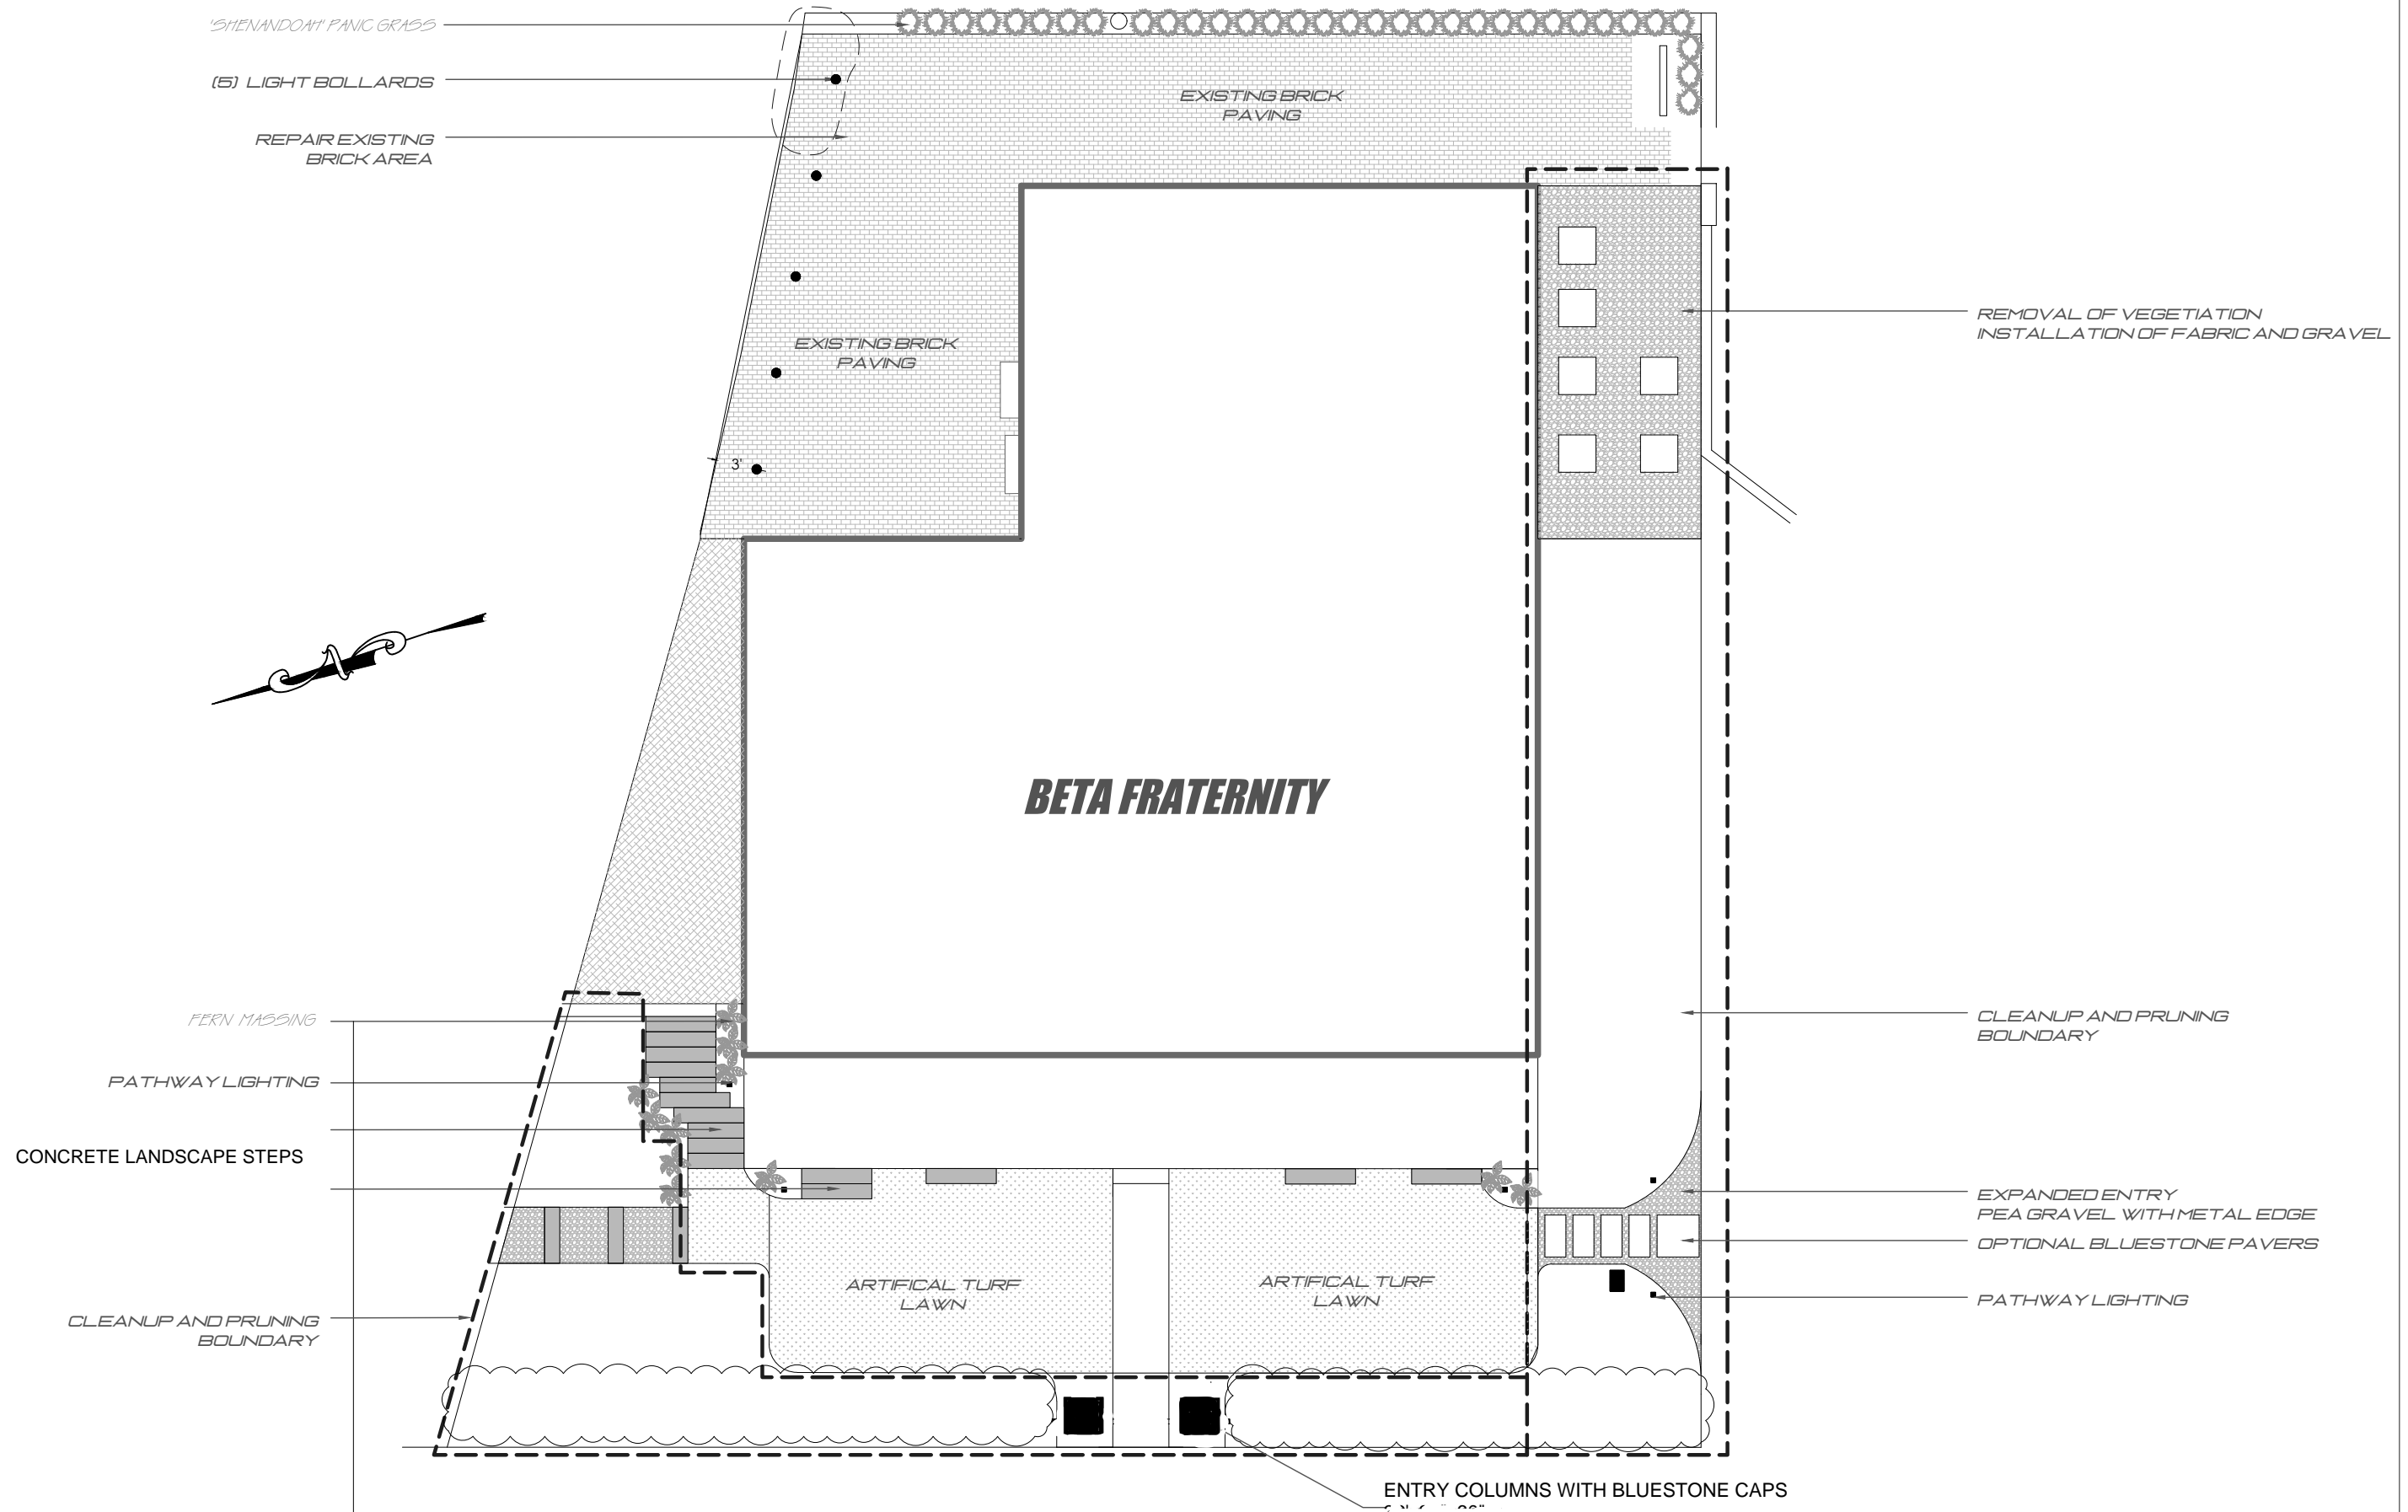 'SHENANDOAH' PANIC GRASS
(5) LIGHT BOLLARDS
REPAIR EXISTING
BRICK AREA
EXISTING BRICK
PAVING
EXISTING BRICK
PAVING
3'
REMOVAL OF VEGETIATION
INSTALLATION OF FABRIC AND GRAVEL
N
BETA FRATERNITY
FERN MASSING
PATHWAY LIGHTING
CONCRETE LANDSCAPE STEPS
CLEANUP AND PRUNING
BOUNDARY
CLEANUP AND PRUNING
BOUNDARY
EXPANDED ENTRY
PEA GRAVEL WITH METAL EDGE
OPTIONAL BLUESTONE PAVERS
PATHWAY LIGHTING
ARTIFICAL TURF
LAWN
ARTIFICAL TURF
LAWN
ENTRY COLUMNS WITH BLUESTONE CAPS